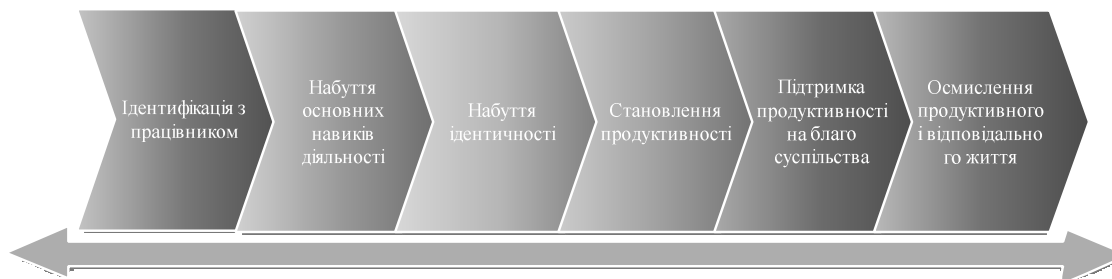 Ідентифікація з
працівником
Набуття
основних
навиків
діяльності
Набуття
ідентичності
Становлення
продуктивності
Підтримка
продуктивності
на благо
суспільства
Осмислення
продуктивного
і відповідально
го життя